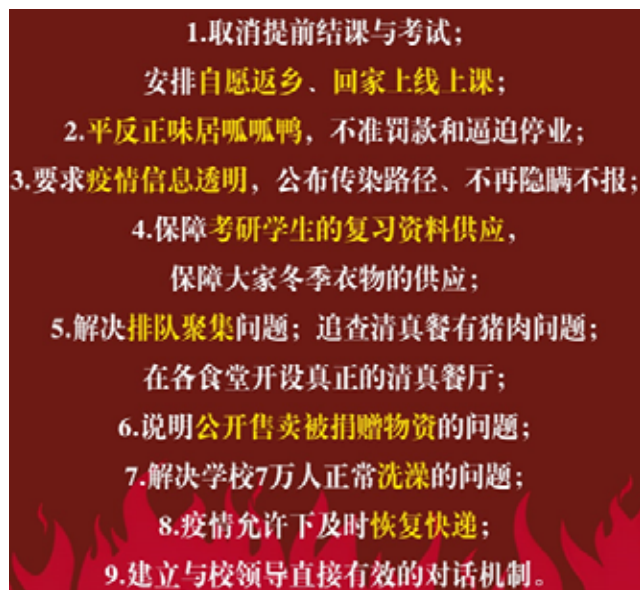 1.取消提前结课与考试；
安排自愿返乡、回家上线上课；
2.平反正味居呱呱鸭，不准罚款和逼迫停业；
3.要求疫情信息透明，公布传染路径、不再隐瞒不报；
4.保障考研学生的复习资料供应，
保障大家冬季衣物的供应；
5.解决排队聚集问题；追查清真餐有猪肉问题；
在各食堂开设真正的清真餐厅；
6.说明公开售卖被捐赠物资的问题；
7.解决学校7万人正常洗澡的问题；
8.疫情允许下及时恢复快递；
9.建立与校领导直接有效的对话机制。